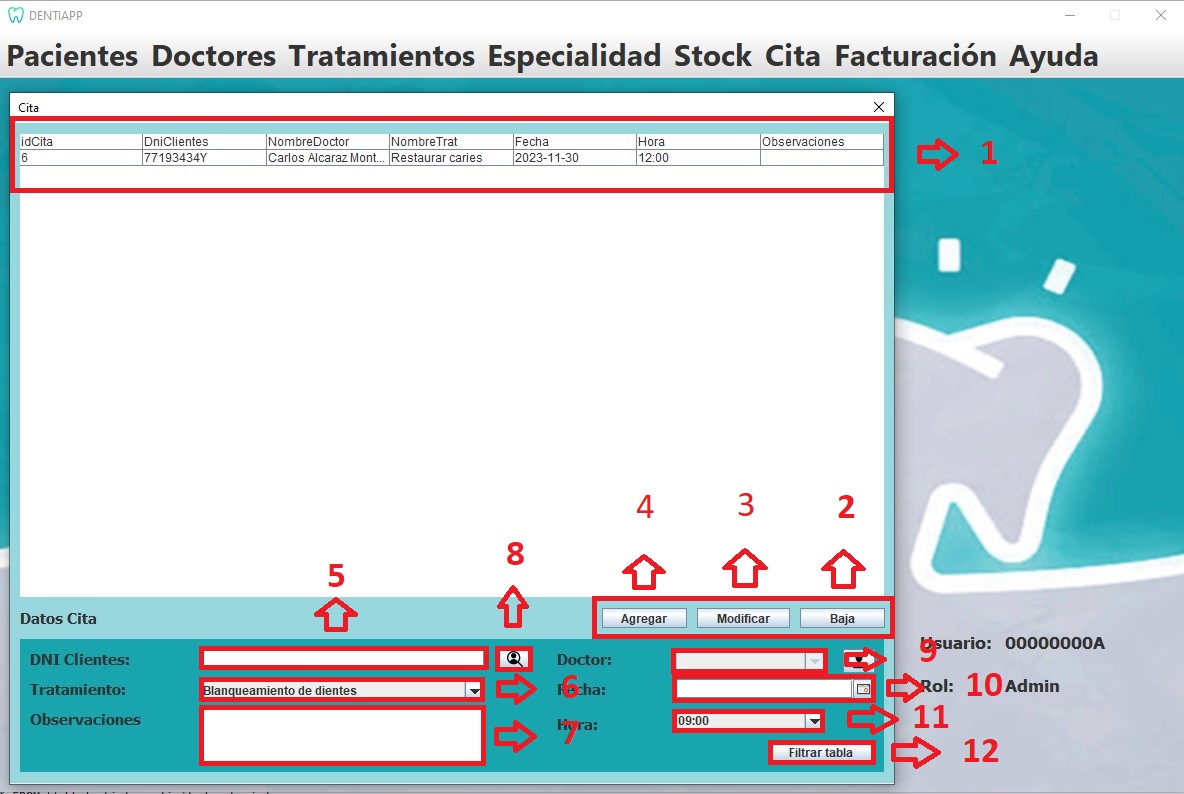 DENTIAPP
Pacientes Doctores Tratamientos Especialidad Stock Cita Facturación Ayuda
Cita
idCita DniClientes NombreDoctor NombreTrat Fecha Hora Observaciones
6 77193434Y Carlos Alcaraz Mont... Restaurar caries 2023-11-30 12:00
1
4 3 2
8
5
Datos Cita Agregar Modificar Baja
DNI Clientes: Doctor: 9 Usuario: 00000000A
Tratamiento: Blanqueamiento de dientes 6 Fecha: 10 Rol: Admin
Observaciones 7 Hora: 09:00 11
Filtrar tabla 12